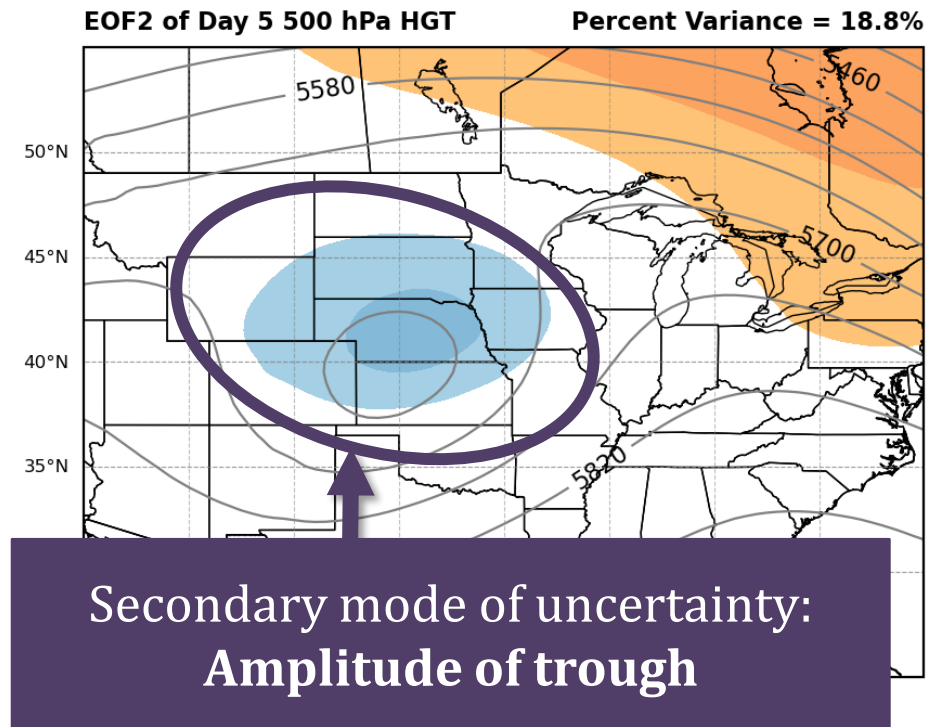 EOF2 of Day 5 500 hPa HGT Percent Variance = 18.8%
5460
5580
50°N
5700
45°N
40°N
35°N
5820
Secondary mode of uncertainty:
Amplitude of trough